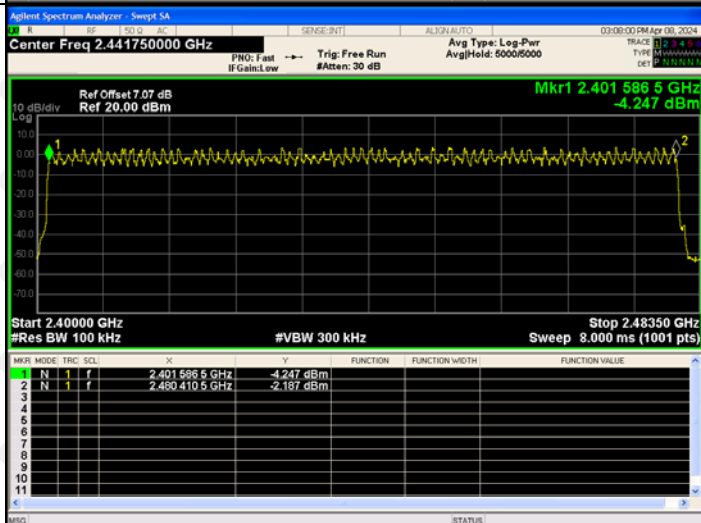 Agilent Spectrum Analyzer - Swept SA
R RF 50 Ω AC SENSE:INT ALIGN AUTO 03:08:00 PM Apr 08, 2024
Center Freq 2.441750000 GHz
PNO: Fast
IFGain:Low
Trig: Free Run
#Atten: 30 dB
Avg Type: Log-Pwr
Avg|Hold: 5000/5000
TRACE 1 2 3 4 5
TYPE M
DET P N N N N N
Ref Offset 7.07 dB
Ref 20.00 dBm
Mkr1 2.401 586 5 GHz
-4.247 dBm
10 dB/div
Log
1
2
10.0
0.00
-10.0
-20.0
-30.0
-40.0
-50.0
-60.0
-70.0
Start 2.40000 GHz
Stop 2.48350 GHz
#Res BW 100 kHz #VBW 300 kHz Sweep 8.000 ms (1001 pts)
MKR MODE TRC SCL X Y FUNCTION FUNCTION WIDTH FUNCTION VALUE
1 N 1 f 2.401 586 5 GHz -4.247 dBm
2 N 1 f 2.480 410 5 GHz -2.187 dBm
3
4
5
6
7
8
9
10
11
MSG STATUS